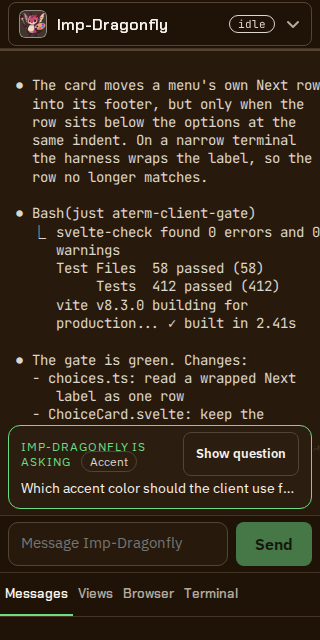 Imp-Dragonfly
idle
● The card moves a menu's own Next row
into its footer, but only when the
row sits below the options at the
same indent. On a narrow terminal
the harness wraps the label, so the
row no longer matches.
● Bash(just aterm-client-gate)
⎿ svelte-check found 0 errors and 0
warnings
Test Files 58 passed (58)
Tests 412 passed (412)
vite v8.3.0 building for
production... ✓ built in 2.41s
● The gate is green. Changes:
- choices.ts: read a wrapped Next
label as one row
- ChoiceCard.svelte: keep the
IMP-DRAGONFLY IS
ASKING Accent
Show question
Which accent color should the client use f...
Message Imp-Dragonfly
Send
Messages Views Browser Terminal